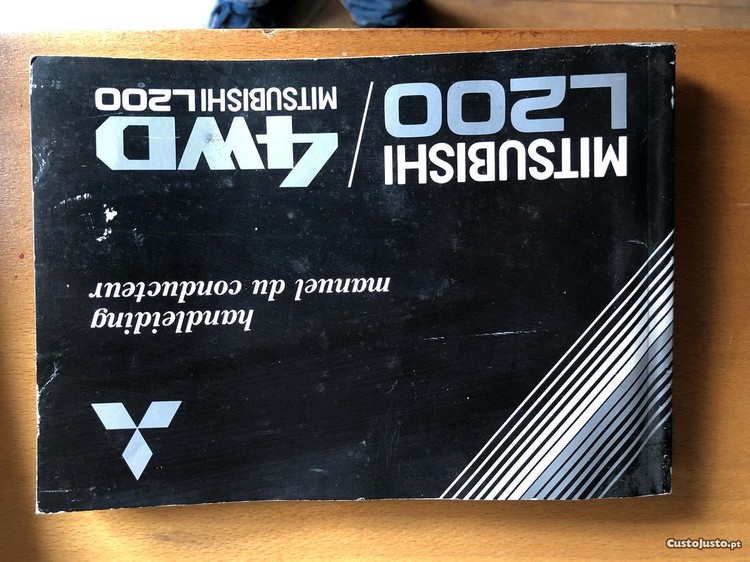 MITSUBISHI
L200
/
4WD
MITSUBISHI L200
handleiding
manuel du conducteur
CustoJusto.pt